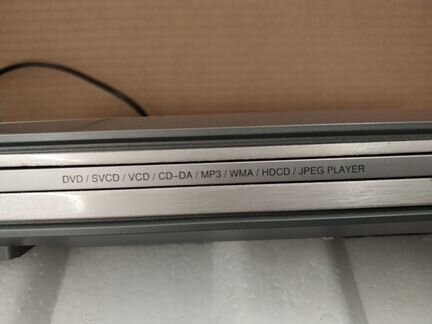 DVD / SVCD / VCD / CD-DA / MP3 / WMA / HDCD / JPEG PLAYER